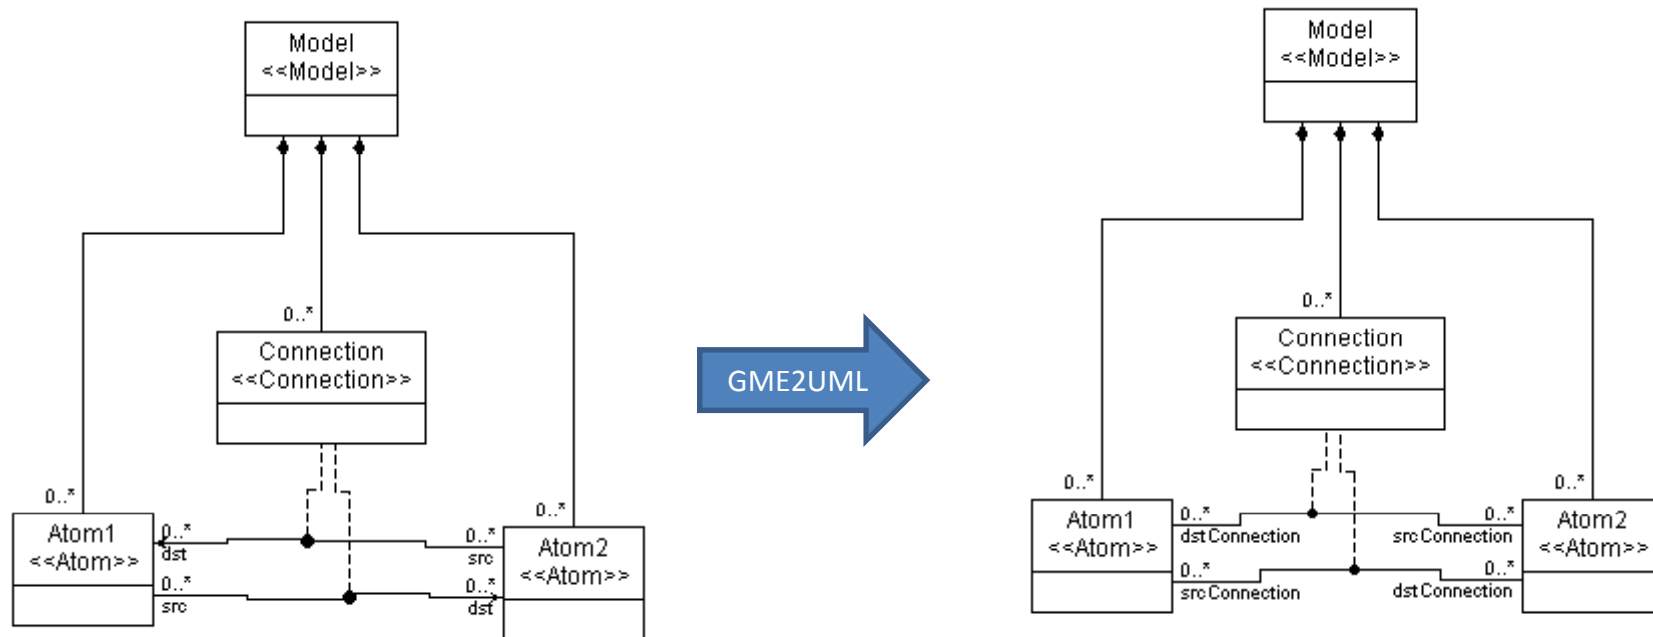 Model
<<Model>>
0..*
Connection
<<Connection>>
0..*
0..*
Atom1
<<Atom>>
0..*
dst
0..*
src
0..*
src
0..*
dst
Atom2
<<Atom>>
GME2UML
Model
<<Model>>
0..*
Connection
<<Connection>>
0..*
0..*
Atom1
<<Atom>>
0..*
dstConnection
0..*
srcConnection
0..*
srcConnection
0..*
dstConnection
Atom2
<<Atom>>